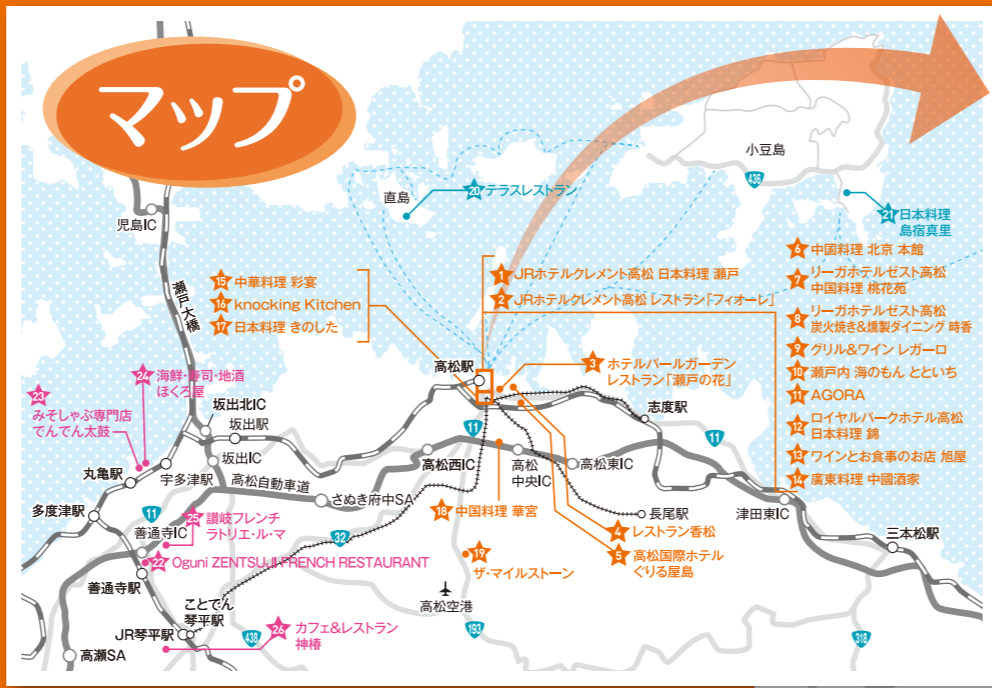 マップ
小豆島
436
直島
20 テラスレストラン
21 日本料理
島宿真里
児島IC
瀬戸大橋
15 中華料理 彩宴
16 knocking Kitchen
17 日本料理 きのした
1 JRホテルクレメント高松 日本料理 瀬戸
2 JRホテルクレメント高松 レストラン「フィオーレ」
6 中国料理 北京 本館
7 リーガホテルゼスト高松
中国料理 桃花苑
8 リーガホテルゼスト高松
炭火焼き&燻製ダイニング 時香
9 グリル&ワイン レガーロ
10 瀬戸内 海のもん とといち
11 AGORA
12 ロイヤルパークホテル高松
日本料理 錦
13 ワインとお食事のお店 旭屋
14 廣東料理 中國酒家
高松駅
3 ホテルパールガーデン
レストラン「瀬戸の花」
24 海鮮・寿司・地酒
ほくろ屋
23
みそしゃぶ専門店
でんでん太鼓
坂出北IC
坂出駅
坂出IC
志度駅
11
11
丸亀駅
宇多津駅
高松自動車道
さぬき府中SA
高松西IC
高松
中央IC
高松東IC
多度津駅
11
善通寺IC
25 讃岐フレンチ
ラトリエ・ル・マ
32
18 中国料理 華宮
長尾駅
津田東IC
三本松駅
4 レストラン香松
5 高松国際ホテル
ぐりる屋島
22 Oguni ZENTSUJI FRENCH RESTAURANT
19
ザ・マイルストーン
善通寺駅
高松空港
ことでん
琴平駅
JR琴平駅
26 カフェ&レストラン
神椿
438
193
318
高瀬SA